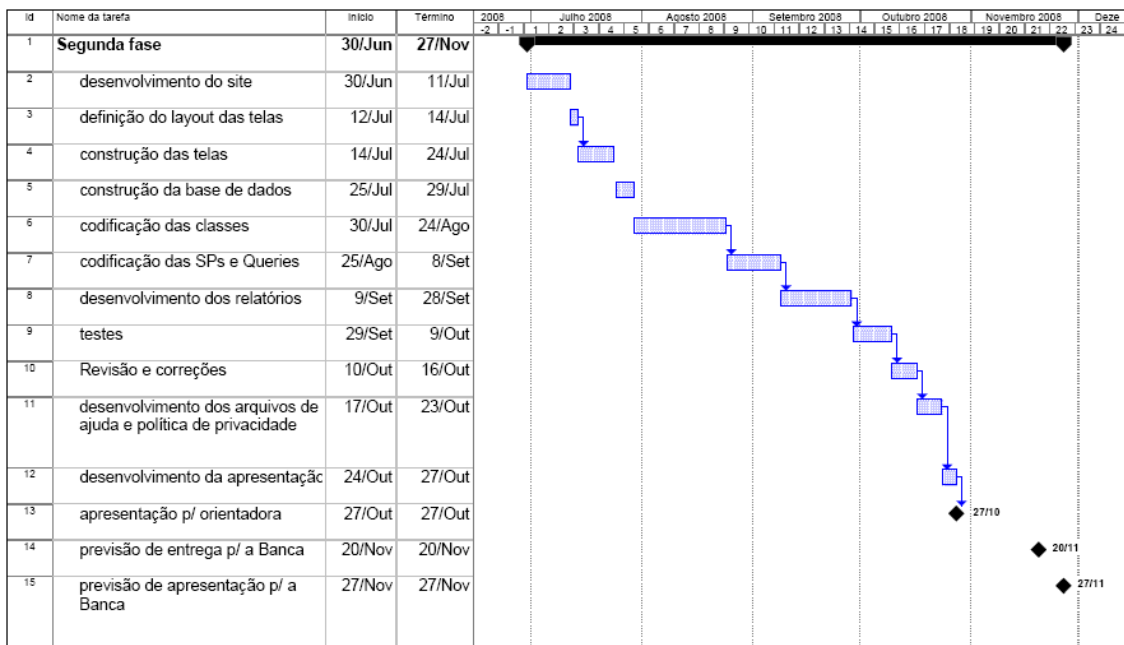 Id Nome da tarefa Início Término 2008 Julho 2008 Agosto 2008 Setembro 2008 Outubro 2008 Novembro 2008 Deze
-2 -1 1 2 3 4 5 6 7 8 9 10 11 12 13 14 15 16 17 18 19 20 21 22 23 24
1 Segunda fase 30/Jun 27/Nov
2 desenvolvimento do site 30/Jun 11/Jul
3 definição do layout das telas 12/Jul 14/Jul
4 construção das telas 14/Jul 24/Jul
5 construção da base de dados 25/Jul 29/Jul
6 codificação das classes 30/Jul 24/Ago
7 codificação das SPs e Queries 25/Ago 8/Set
8 desenvolvimento dos relatórios 9/Set 28/Set
9 testes 29/Set 9/Out
10 Revisão e correções 10/Out 16/Out
11 desenvolvimento dos arquivos de 17/Out 23/Out
ajuda e política de privacidade
12 desenvolvimento da apresentaçãc 24/Out 27/Out
13 apresentação p/ orientadora 27/Out 27/Out 27/10
14 previsão de entrega p/ a Banca 20/Nov 20/Nov 20/11
15 previsão de apresentação p/ a 27/Nov 27/Nov 27/11
Banca